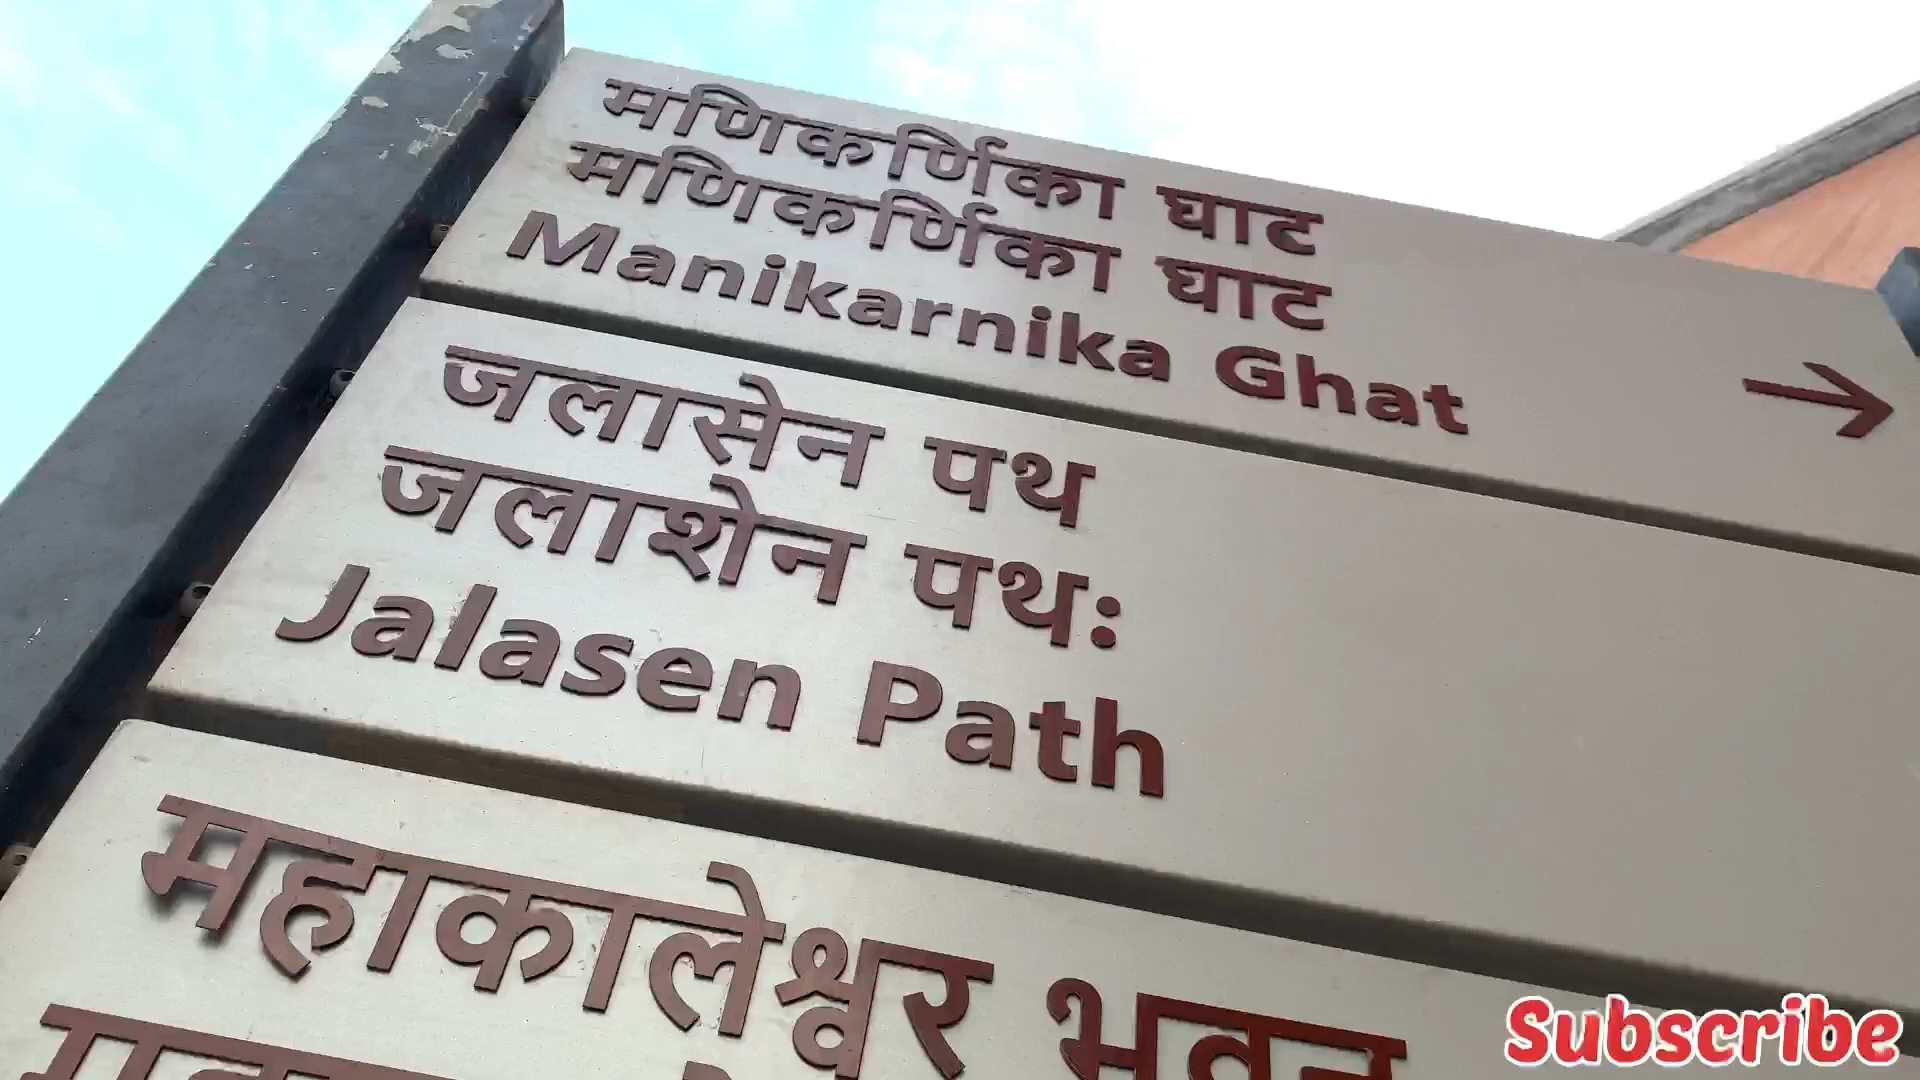 मणिकर्णिका घाट
मणिकर्णिका घाट
Manikarnika Ghat
जलासेन पथ
जलाशेन पथः
Jalasen Path
महाकालेश्वर भवन
Subscribe